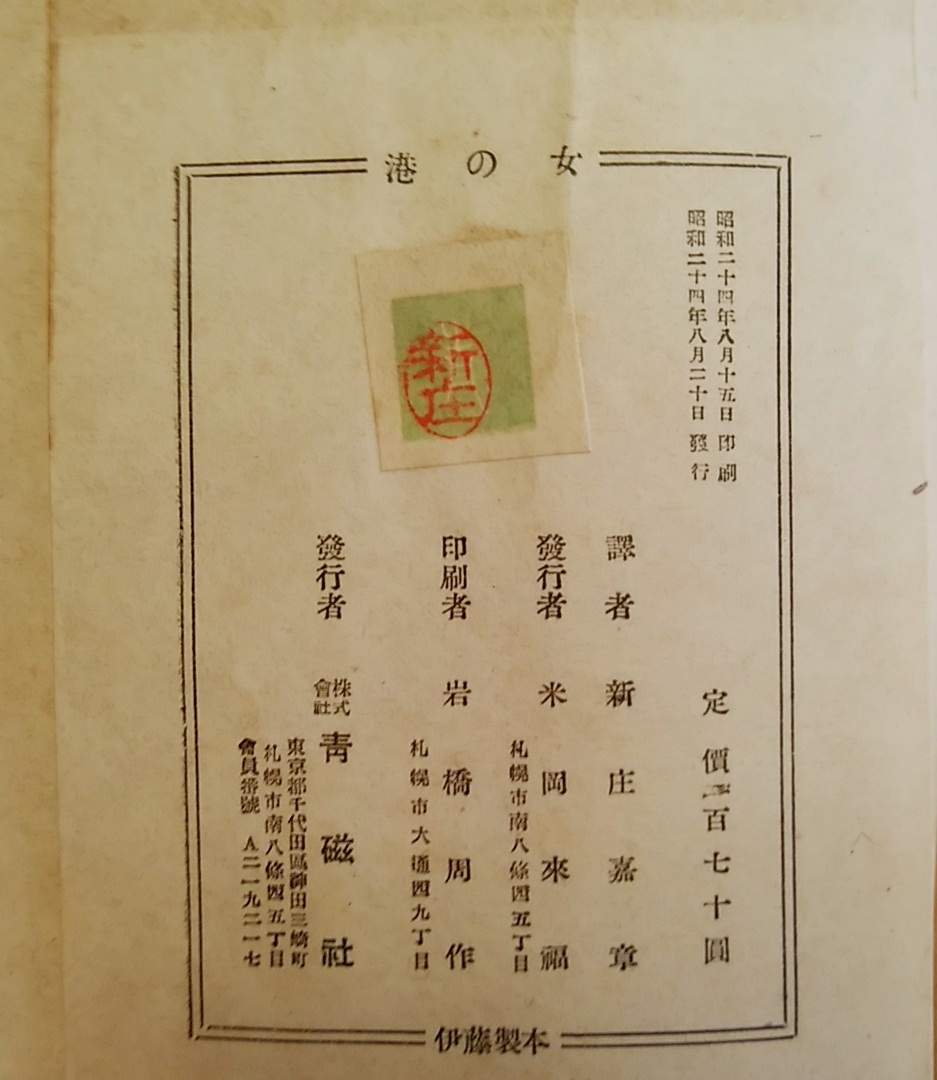 港の女
昭和二十四年八月十五日 印刷
昭和二十四年八月二十日 發行
定價二百七十圓
譯者 新庄嘉章
發行者 米岡來福
札幌市南八條西五丁目
印刷者 岩橋周作
札幌市大通西九丁目
發行者 株式會社 靑磁社
東京都千代田區神田三崎町
札幌市南八條西五丁目
會員番號 A二一九二一七
新庄
伊藤製本